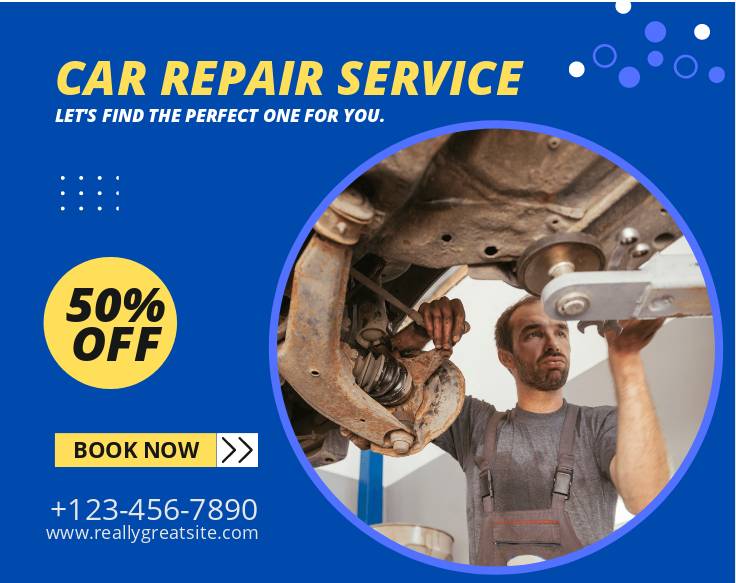 CAR REPAIR SERVICE
LET'S FIND THE PERFECT ONE FOR YOU.
50%
OFF
BOOK NOW
+123-456-7890
www.reallygreatsite.com